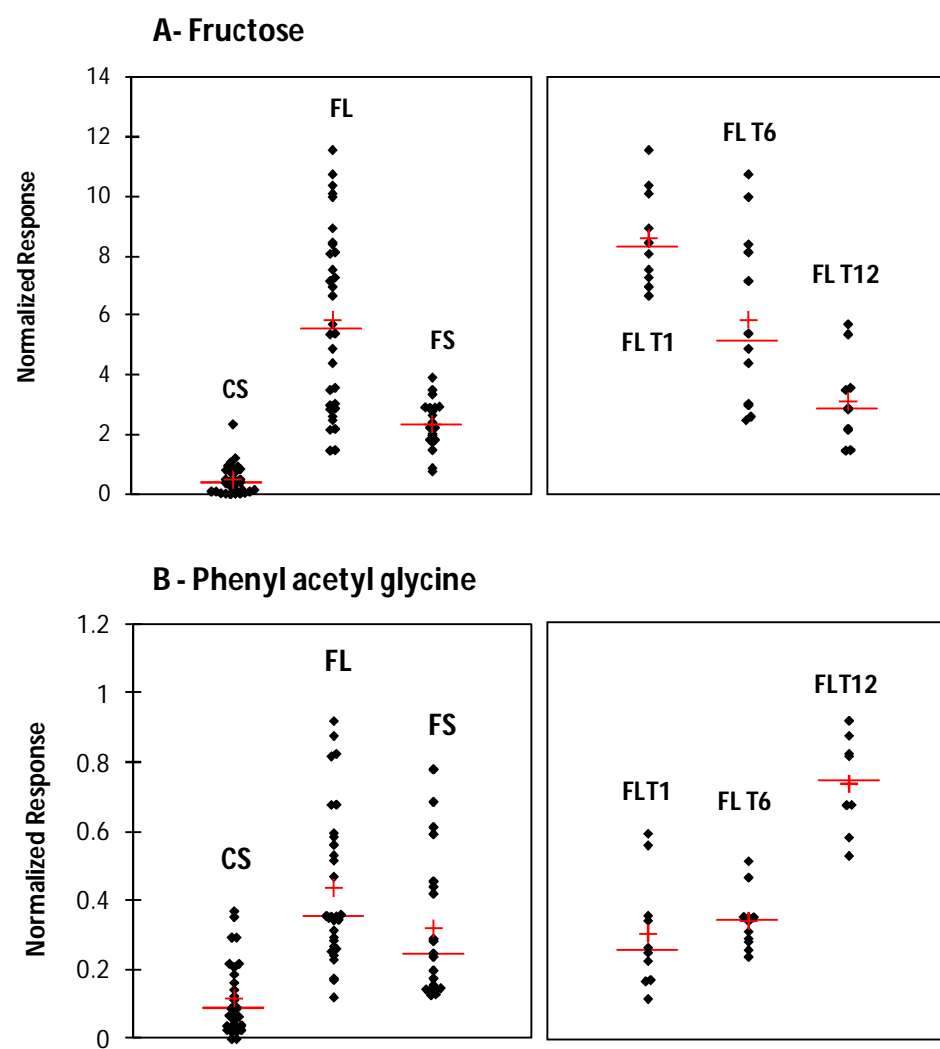 A- Fructose
Normalized Response
14
12
10
8
6
4
2
0
CS
FL
FS
FL T1
FL T6
FL T12
B - Phenyl acetyl glycine
Normalized Response
1.2
1
0.8
0.6
0.4
0.2
0
CS
FL
FS
FLT1
FL T6
FLT12